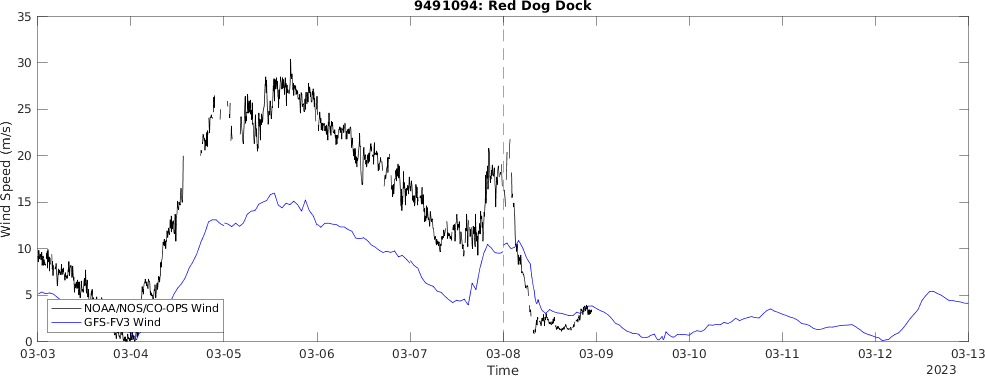 9491094: Red Dog Dock
35
30
25
20
15
10
5
0
Wind Speed (m/s)
NOAA/NOS/CO-OPS Wind
GFS-FV3 Wind
03-03 03-04 03-05 03-06 03-07 03-08 03-09 03-10 03-11 03-12 03-13
Time
2023